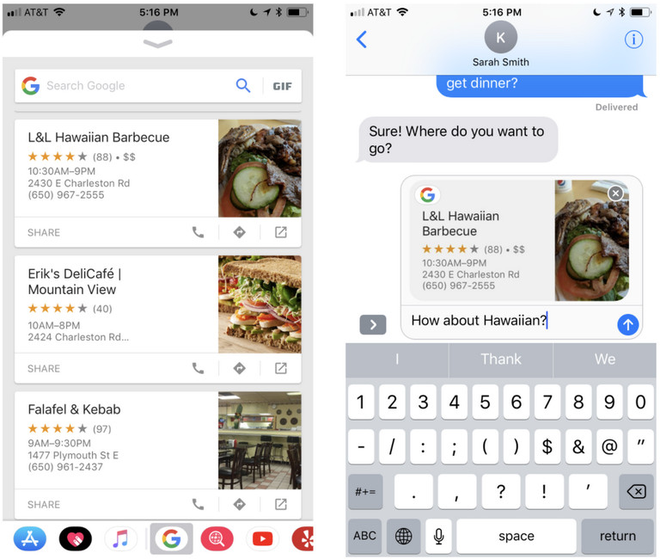 AT&T 5:16 PM
Search Google GIF
L&L Hawaiian Barbecue
(88) • $$
10:30AM–9PM
2430 E Charleston Rd
(650) 967-2555
SHARE
Erik's DeliCafé |
Mountain View
(40)
10AM–8PM
2424 Charleston Rd...
SHARE
Falafel & Kebab
(97)
9AM–9:30PM
1477 Plymouth St E
(650) 961-2437
SHARE
AT&T 5:16 PM
K
Sarah Smith
get dinner?
Delivered
Sure! Where do you want to
go?
L&L Hawaiian
Barbecue
(88) • $$
10:30AM–9PM
2430 E Charleston Rd
(650) 967-2555
How about Hawaiian?
I Thank We
1 2 3 4 5 6 7 8 9 0
- / : ; ( ) $ & @ "
#+= . , ? ! '
ABC space return